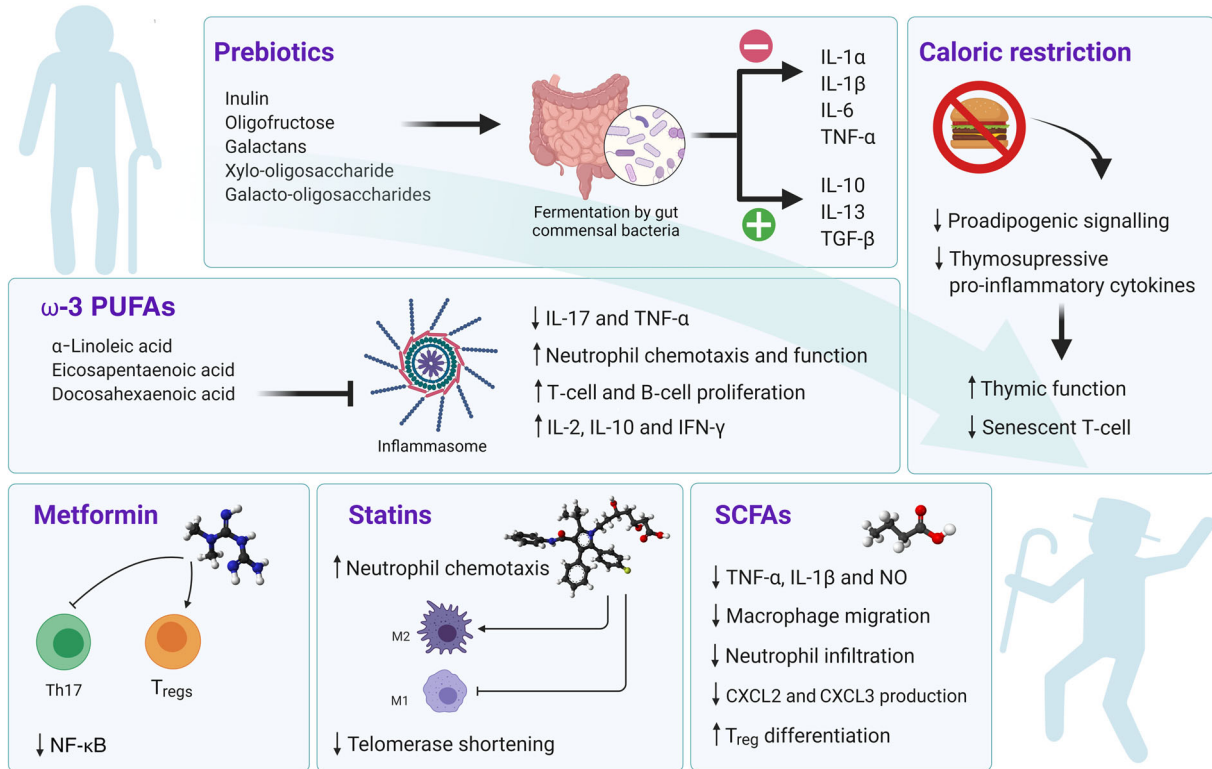 Prebiotics
Inulin
Oligofructose
Galactans
Xylo-oligosaccharide
Galacto-oligosaccharides
Fermentation by gut
commensal bacteria
IL-1α
IL-1β
IL-6
TNF-α
IL-10
IL-13
TGF-β
Caloric restriction
↓ Proadipogenic signalling
↓ Thymosupressive
pro-inflammatory cytokines
↑ Thymic function
↓ Senescent T-cell
ω-3 PUFAs
α-Linoleic acid
Eicosapentaenoic acid
Docosahexaenoic acid
Inflammasome
↓ IL-17 and TNF-α
↑ Neutrophil chemotaxis and function
↑ T-cell and B-cell proliferation
↑ IL-2, IL-10 and IFN-γ
Metformin
Th17
Tregs
↓ NF-κB
Statins
↑ Neutrophil chemotaxis
M2
M1
↓ Telomerase shortening
SCFAs
↓ TNF-α, IL-1β and NO
↓ Macrophage migration
↓ Neutrophil infiltration
↓ CXCL2 and CXCL3 production
↑ Treg differentiation